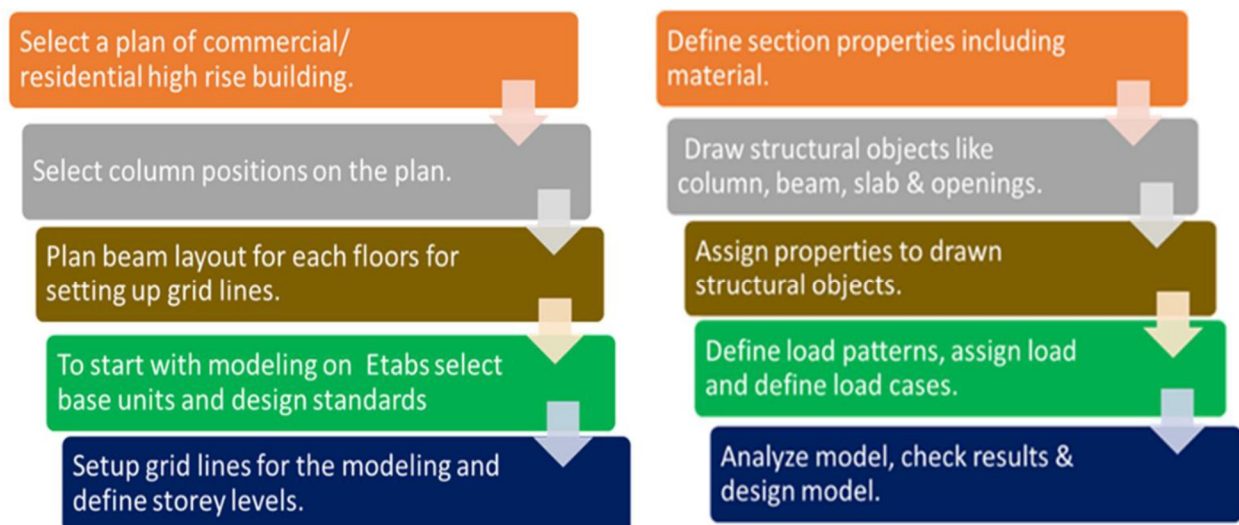 Select a plan of commercial/
residential high rise building.
Select column positions on the plan.
Plan beam layout for each floors for
setting up grid lines.
To start with modeling on Etabs select
base units and design standards
Setup grid lines for the modeling and
define storey levels.
Define section properties including
material.
Draw structural objects like
column, beam, slab & openings.
Assign properties to drawn
structural objects.
Define load patterns, assign load
and define load cases.
Analyze model, check results &
design model.